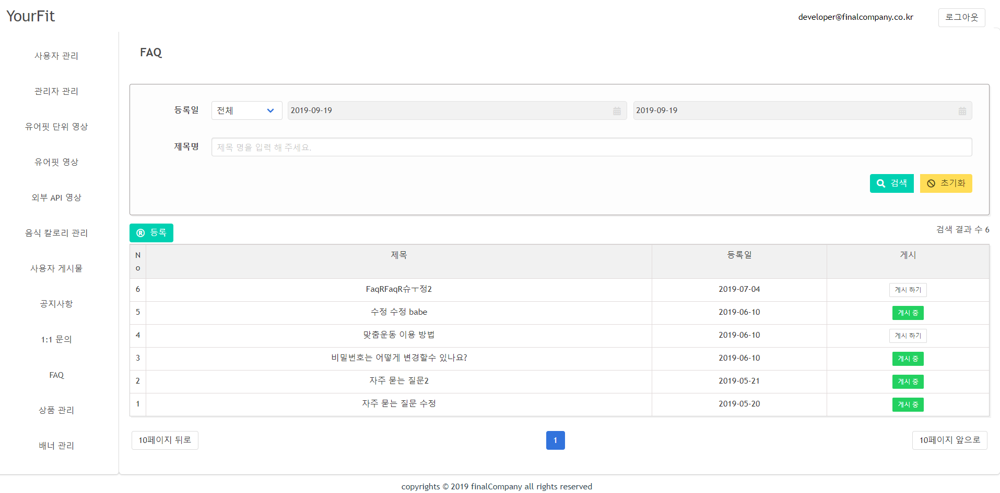 YourFit
developer@finalcompany.co.kr
로그아웃
사용자 관리
관리자 관리
유어핏 단위 영상
유어핏 영상
외부 API 영상
음식 칼로리 관리
사용자 게시물
공지사항
1:1 문의
FAQ
상품 관리
배너 관리
FAQ
등록일 전체 2019-09-19 2019-09-19
제목명 제목 명을 입력 해 주세요.
검색 초기화
® 등록 검색 결과 수 6
No 제목 등록일 게시
6 FaqRFaqR슈ㅜ정2 2019-07-04 게시 하기
5 수정 수정 babe 2019-06-10 게시 중
4 맞춤운동 이용 방법 2019-06-10 게시 하기
3 비밀번호는 어떻게 변경할수 있나요? 2019-06-10 게시 중
2 자주 묻는 질문2 2019-05-21 게시 중
1 자주 묻는 질문 수정 2019-05-20 게시 중
10페이지 뒤로 1 10페이지 앞으로
copyrights © 2019 finalCompany all rights reserved